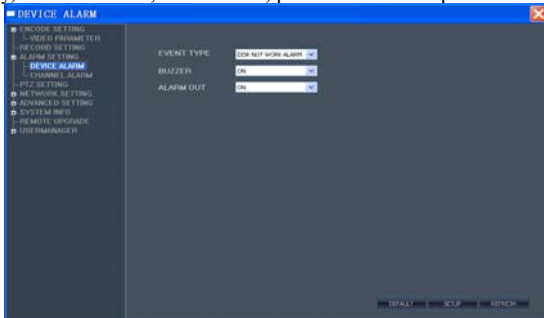 DEVICE ALARM
ENCODE SETTING
VIDEO PARAMETER
RECORD SETTING
ALARM SETTING
DEVICE ALARM
CHANNEL ALARM
PTZ SETTING
NETWORK SETTING
ADVANCED SETTING
SYSTEM INFO
REMOTE UPGRADE
USERMANAGER
EVENT TYPE DISK NOT WORK ALARM
BUZZER ON
ALARM OUT ON
DEFAULT SETUP REFRESH